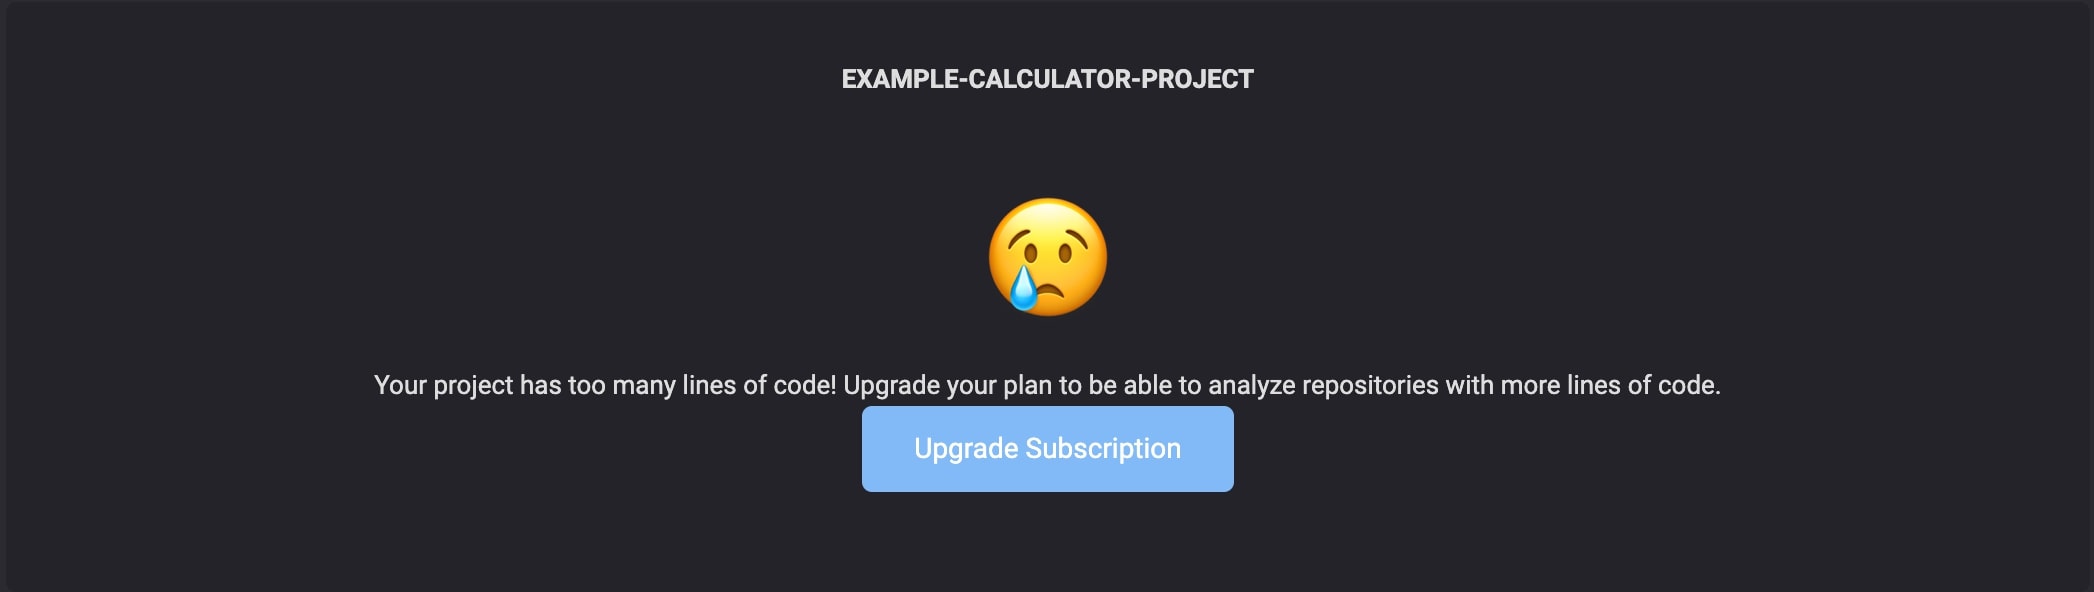 EXAMPLE-CALCULATOR-PROJECT
Your project has too many lines of code! Upgrade your plan to be able to analyze repositories with more lines of code.
Upgrade Subscription